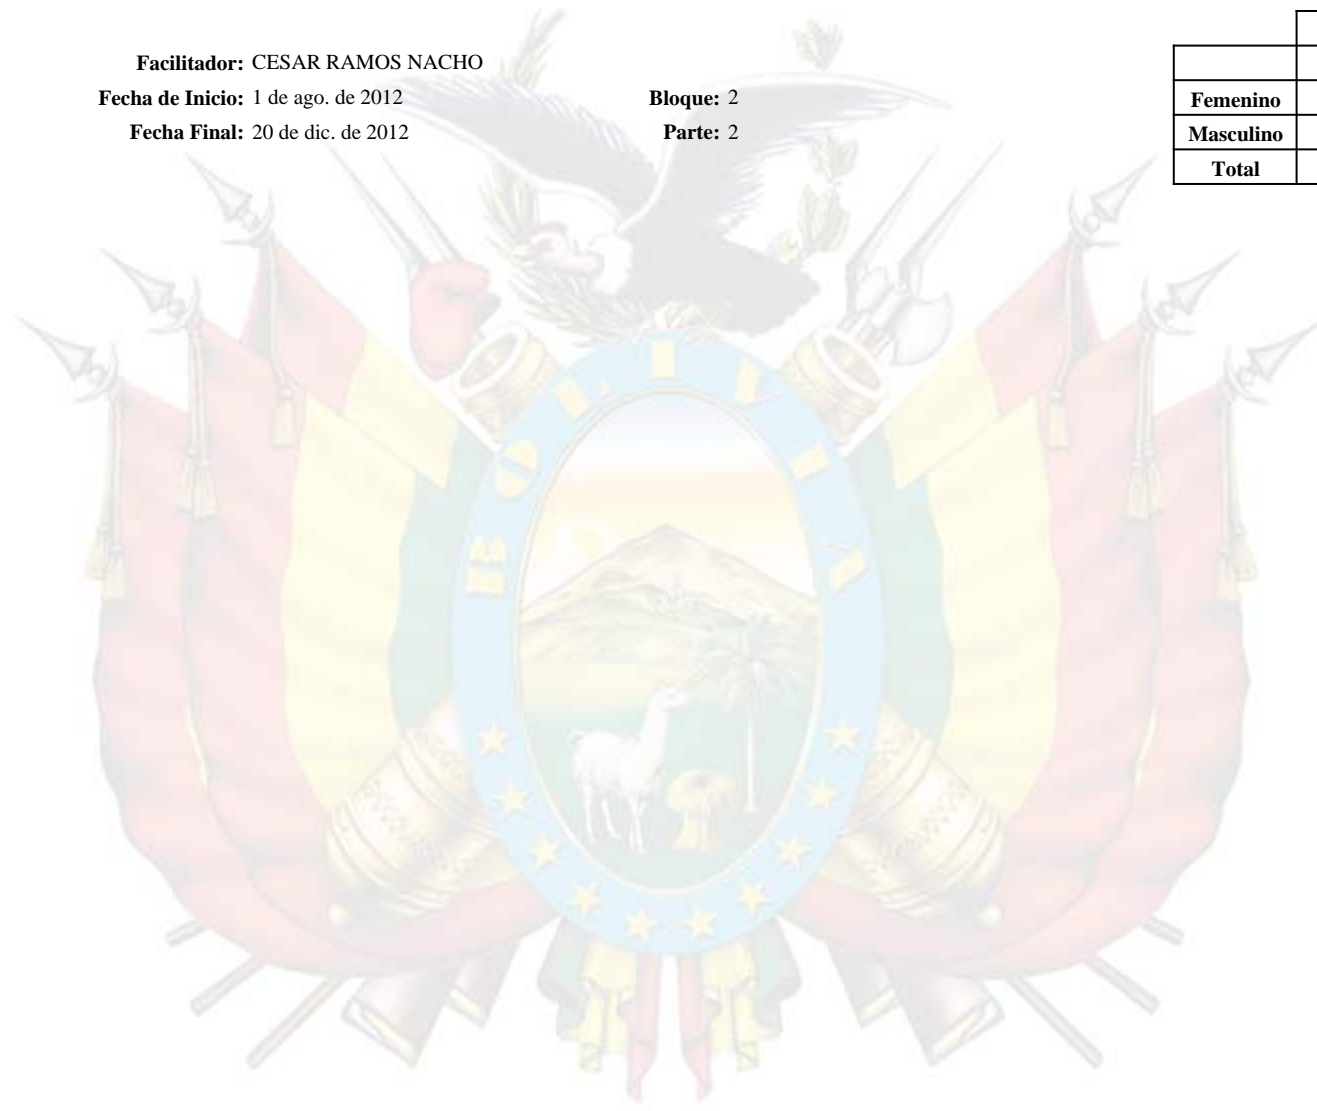 Facilitador: CESAR RAMOS NACHO
Fecha de Inicio: 1 de ago. de 2012 Bloque: 2
Fecha Final: 20 de dic. de 2012 Parte: 2
Femenino
Masculino
Total
BOLIVIA